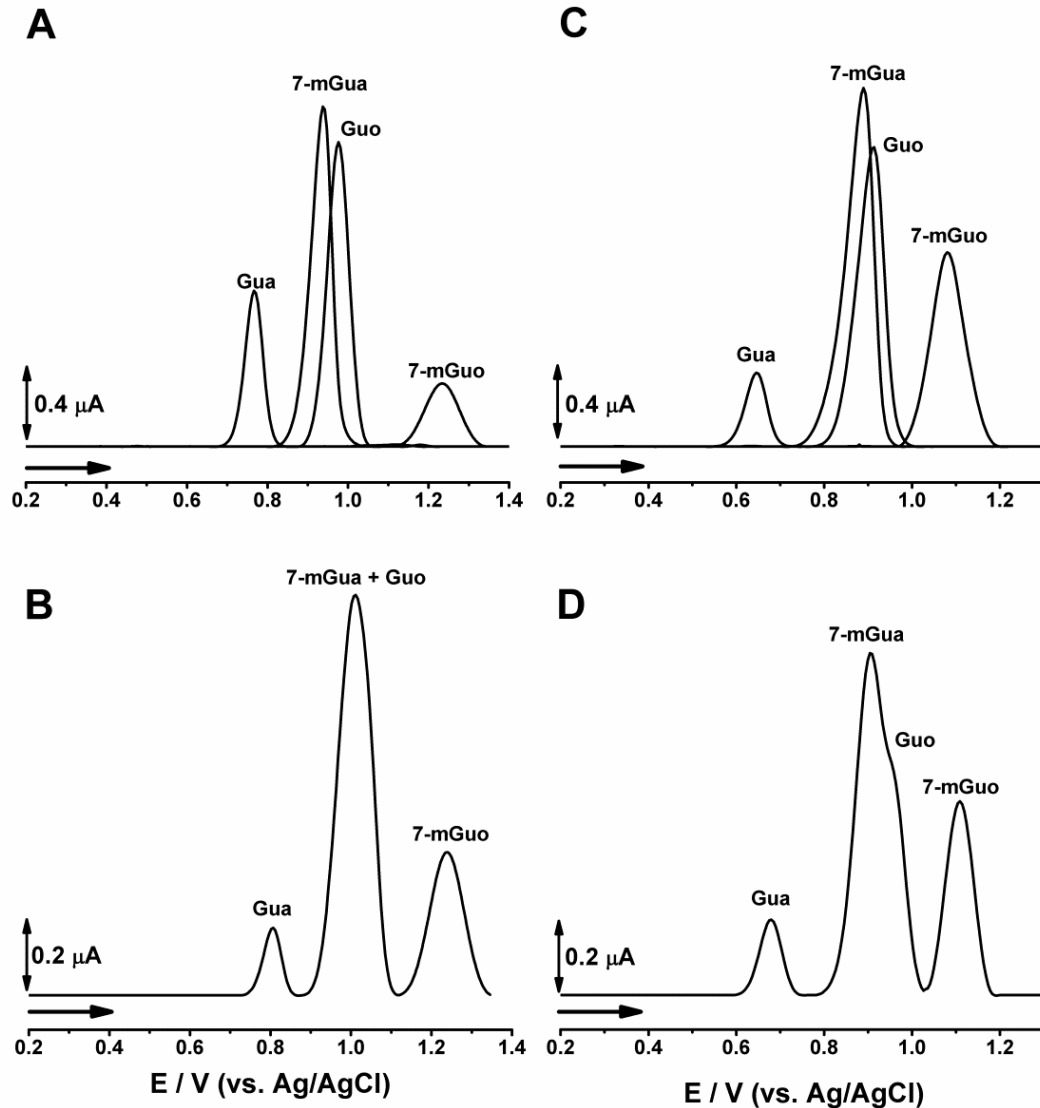 A
7-mGua
Guo
Gua
7-mGuo
0.4 μA
0.2 0.4 0.6 0.8 1.0 1.2 1.4
C
7-mGua
Guo
7-mGuo
Gua
0.4 μA
0.2 0.4 0.6 0.8 1.0 1.2
B
7-mGua + Guo
7-mGuo
Gua
0.2 μA
0.2 0.4 0.6 0.8 1.0 1.2 1.4
E / V (vs. Ag/AgCl)
D
7-mGua
Guo
7-mGuo
Gua
0.2 μA
0.2 0.4 0.6 0.8 1.0 1.2
E / V (vs. Ag/AgCl)